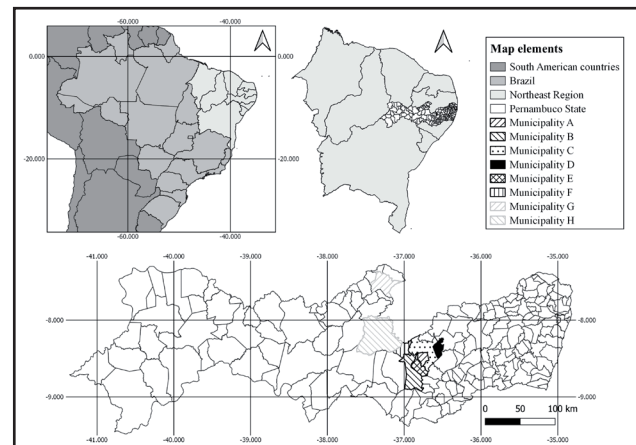 -60.000 -40.000
0.000 0.000
-20.000 -20.000
-60.000 -40.000
Map elements
South American countries
Brazil
Northeast Region
Pernambuco State
Municipality A
Municipality B
Municipality C
Municipality D
Municipality E
Municipality F
Municipality G
Municipality H
-41.000 -40.000 -39.000 -38.000 -37.000 -36.000 -35.000
-8.000 -8.000
-9.000 -9.000
0 50 100 km
-41.000 -40.000 -39.000 -38.000 -37.000 -36.000 -35.000